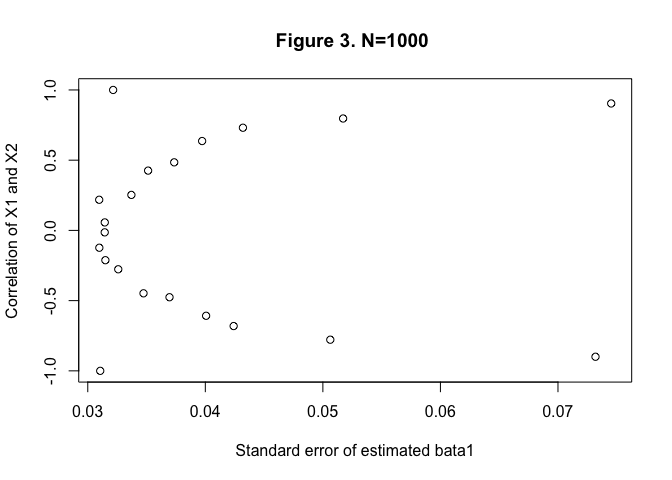 Figure 3. N=1000
Correlation of X1 and X2
1.0
0.5
0.0
-0.5
-1.0
0.03 0.04 0.05 0.06 0.07
Standard error of estimated bata1